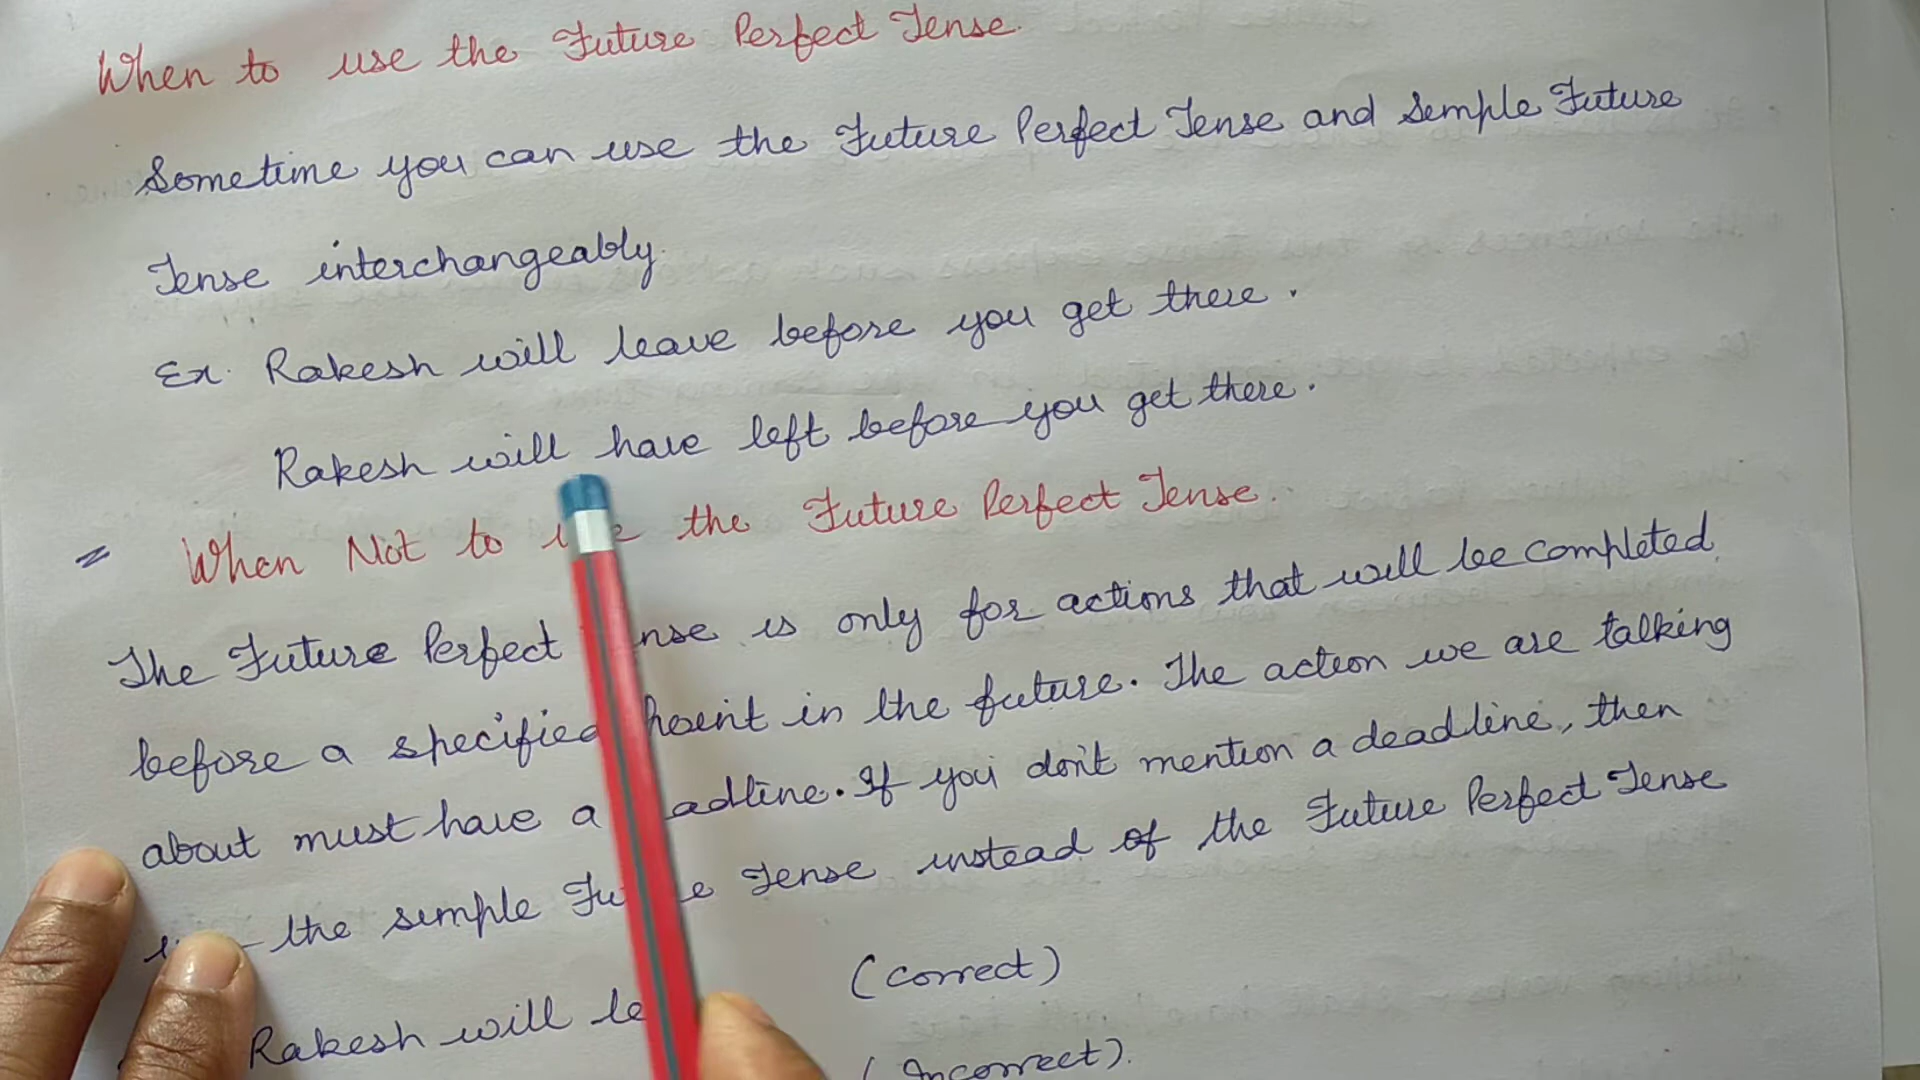 When to use the Future Perfect Tense.
Sometime you can use the Future Perfect Tense and Semple Future
Tense interchangeably.
Ex. Rakesh will leave before you get there.
Rakesh will have left before you get there.
= When Not to the Future Perfect Tense.
The Future Perfect is only for actions that will be completed
before a specified point in the future. The action we are talking
about must have a If you don't mention a deadline, then
the simple Tense instead of the Future Perfect Tense
Rakesh will (correct)
(Incorrect).